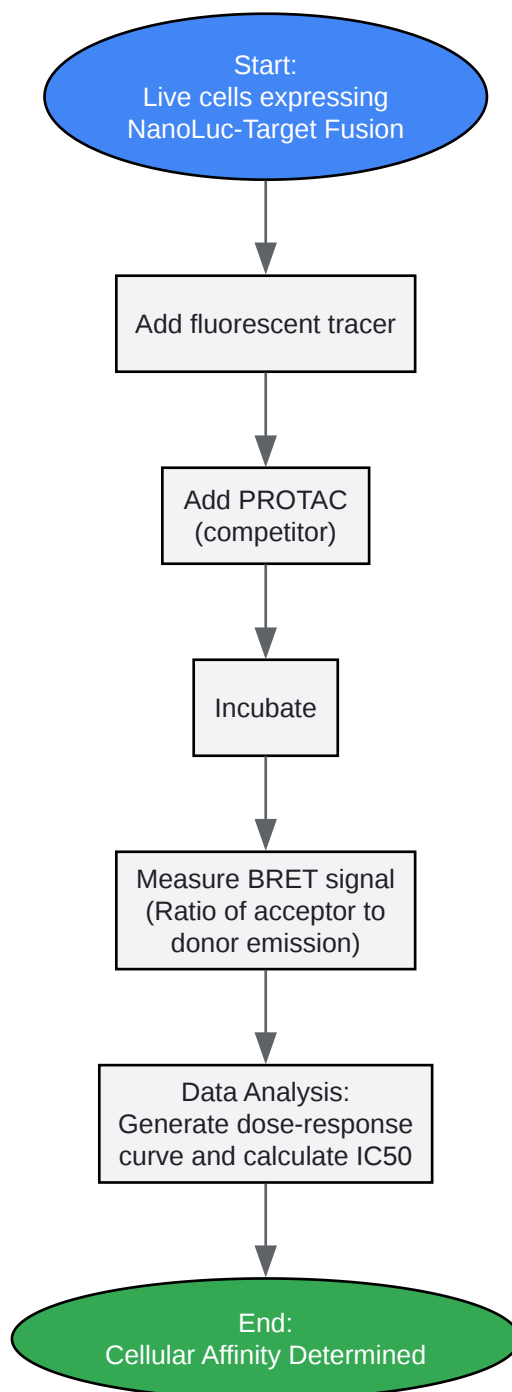 Start:
Live cells expressing
NanoLuc-Target Fusion
Add fluorescent tracer
Add PROTAC
(competitor)
Incubate
Measure BRET signal
(Ratio of acceptor to
donor emission)
Data Analysis:
Generate dose-response
curve and calculate IC50
End:
Cellular Affinity Determined